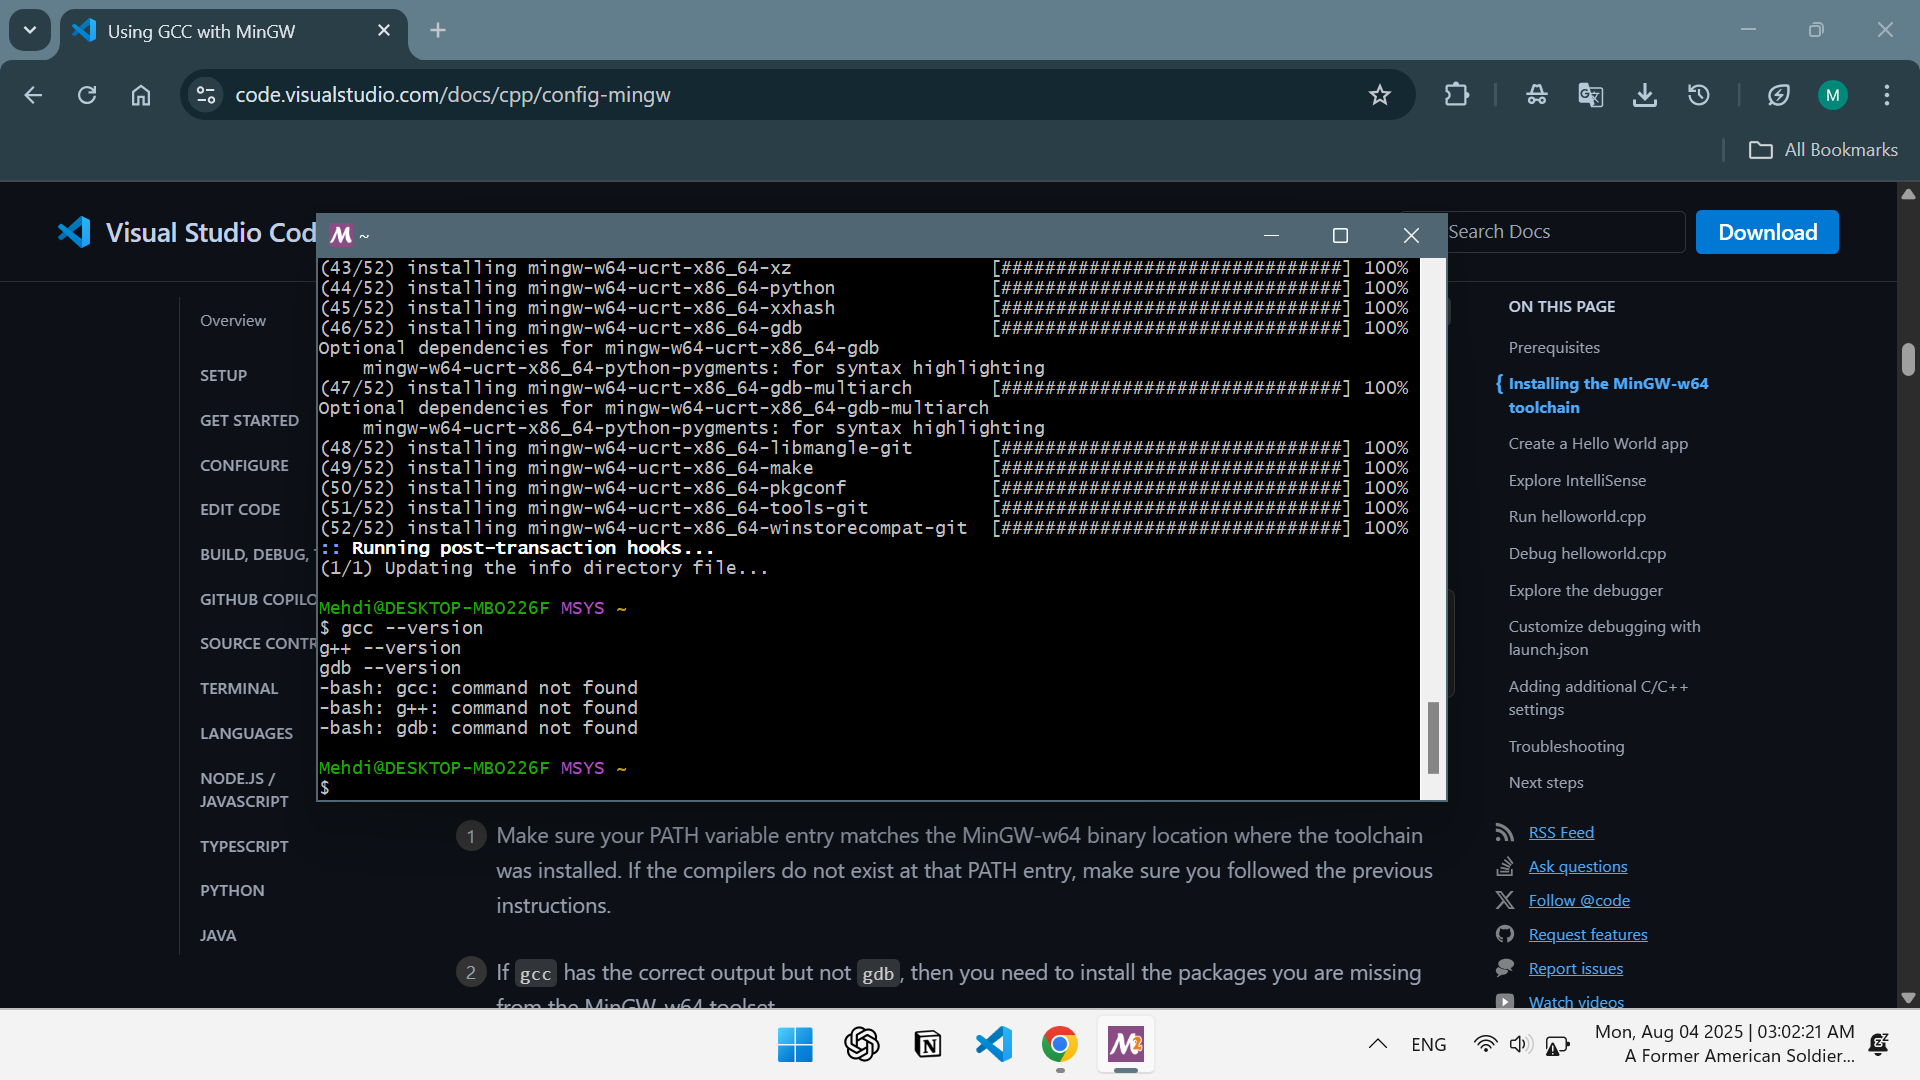 Using GCC with MinGW
code.visualstudio.com/docs/cpp/config-mingw
M
All Bookmarks
Visual Studio Cod
Search Docs
Download
Overview
SETUP
GET STARTED
CONFIGURE
EDIT CODE
BUILD, DEBUG,
GITHUB COPILO
SOURCE CONTR
TERMINAL
LANGUAGES
NODE.JS /
JAVASCRIPT
TYPESCRIPT
PYTHON
JAVA
~
(43/52) installing mingw-w64-ucrt-x86_64-xz [###############################] 100%
(44/52) installing mingw-w64-ucrt-x86_64-python [###############################] 100%
(45/52) installing mingw-w64-ucrt-x86_64-xxhash [###############################] 100%
(46/52) installing mingw-w64-ucrt-x86_64-gdb [###############################] 100%
Optional dependencies for mingw-w64-ucrt-x86_64-gdb
mingw-w64-ucrt-x86_64-python-pygments: for syntax highlighting
(47/52) installing mingw-w64-ucrt-x86_64-gdb-multiarch [###############################] 100%
Optional dependencies for mingw-w64-ucrt-x86_64-gdb-multiarch
mingw-w64-ucrt-x86_64-python-pygments: for syntax highlighting
(48/52) installing mingw-w64-ucrt-x86_64-libmangle-git [###############################] 100%
(49/52) installing mingw-w64-ucrt-x86_64-make [###############################] 100%
(50/52) installing mingw-w64-ucrt-x86_64-pkgconf [###############################] 100%
(51/52) installing mingw-w64-ucrt-x86_64-tools-git [###############################] 100%
(52/52) installing mingw-w64-ucrt-x86_64-winstorecompat-git [###############################] 100%
:: Running post-transaction hooks...
(1/1) Updating the info directory file...
Mehdi@DESKTOP-MBO226F MSYS ~
$ gcc --version
g++ --version
gdb --version
-bash: gcc: command not found
-bash: g++: command not found
-bash: gdb: command not found
Mehdi@DESKTOP-MBO226F MSYS ~
$
1 Make sure your PATH variable entry matches the MinGW-w64 binary location where the toolchain
was installed. If the compilers do not exist at that PATH entry, make sure you followed the previous
instructions.
2 If gcc has the correct output but not gdb, then you need to install the packages you are missing
from the MinGW-w64 toolset.
ON THIS PAGE
Prerequisites
{ Installing the MinGW-w64
toolchain
Create a Hello World app
Explore IntelliSense
Run helloworld.cpp
Debug helloworld.cpp
Explore the debugger
Customize debugging with
launch.json
Adding additional C/C++
settings
Troubleshooting
Next steps
RSS Feed
Ask questions
Follow @code
Request features
Report issues
Watch videos
ENG
Mon, Aug 04 2025 | 03:02:21 AM
A Former American Soldier...